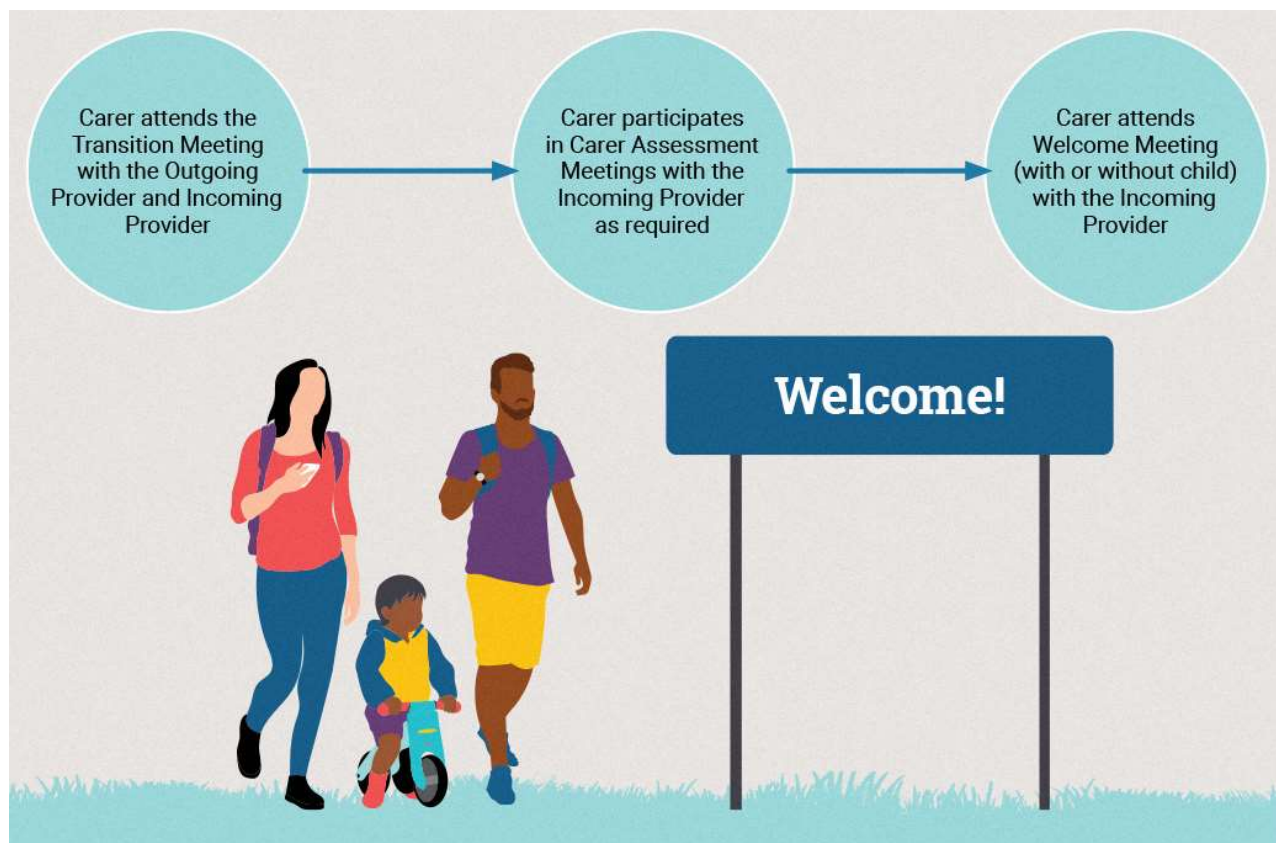 Carer attends the
Transition Meeting
with the Outgoing
Provider and Incoming
Provider
Carer participates
in Carer Assessment
Meetings with the
Incoming Provider
as required
Carer attends
Welcome Meeting
(with or without child)
with the Incoming
Provider
Welcome!